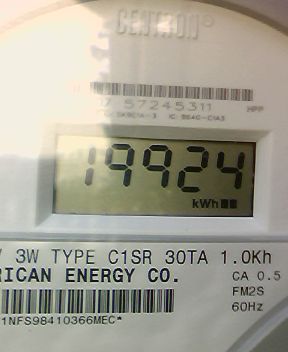 CENTRON®
57245311 HPP
19924
kWh
3W TYPE C1SR 30TA 1.0Kh
RICAN ENERGY CO. CA 0.5
FM2S
60Hz
1NFS98410366MEC*